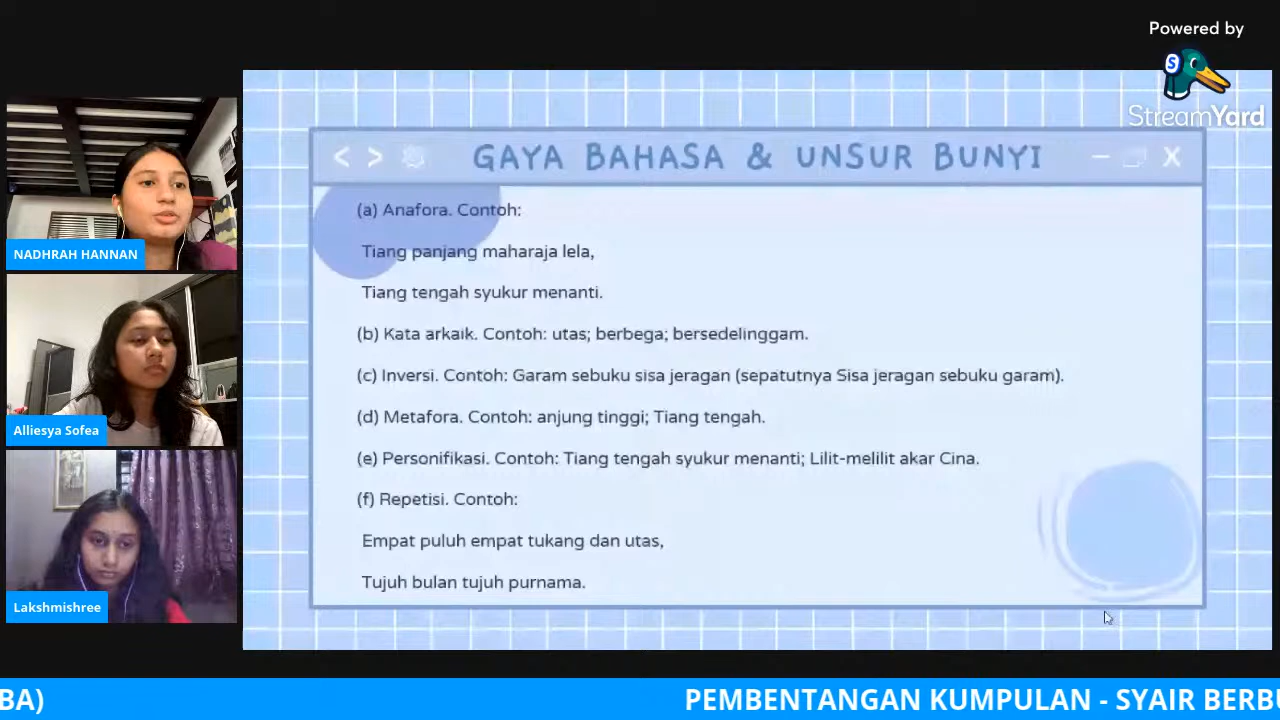 Powered by
StreamYard
GAYA BAHASA & UNSUR BUNYI
(a) Anafora. Contoh:
Tiang panjang maharaja lela,
Tiang tengah syukur menanti.
(b) Kata arkaik. Contoh: utas; berbega; bersedelinggam.
(c) Inversi. Contoh: Garam sebuku sisa jeragan (sepatutnya Sisa jeragan sebuku garam).
(d) Metafora. Contoh: anjung tinggi; Tiang tengah.
(e) Personifikasi. Contoh: Tiang tengah syukur menanti; Lilit-melilit akar Cina.
(f) Repetisi. Contoh:
Empat puluh empat tukang dan utas,
Tujuh bulan tujuh purnama.
NADHRAH HANNAN
Alliesya Sofea
Lakshmishree
BA) PEMBENTANGAN KUMPULAN - SYAIR BERBU